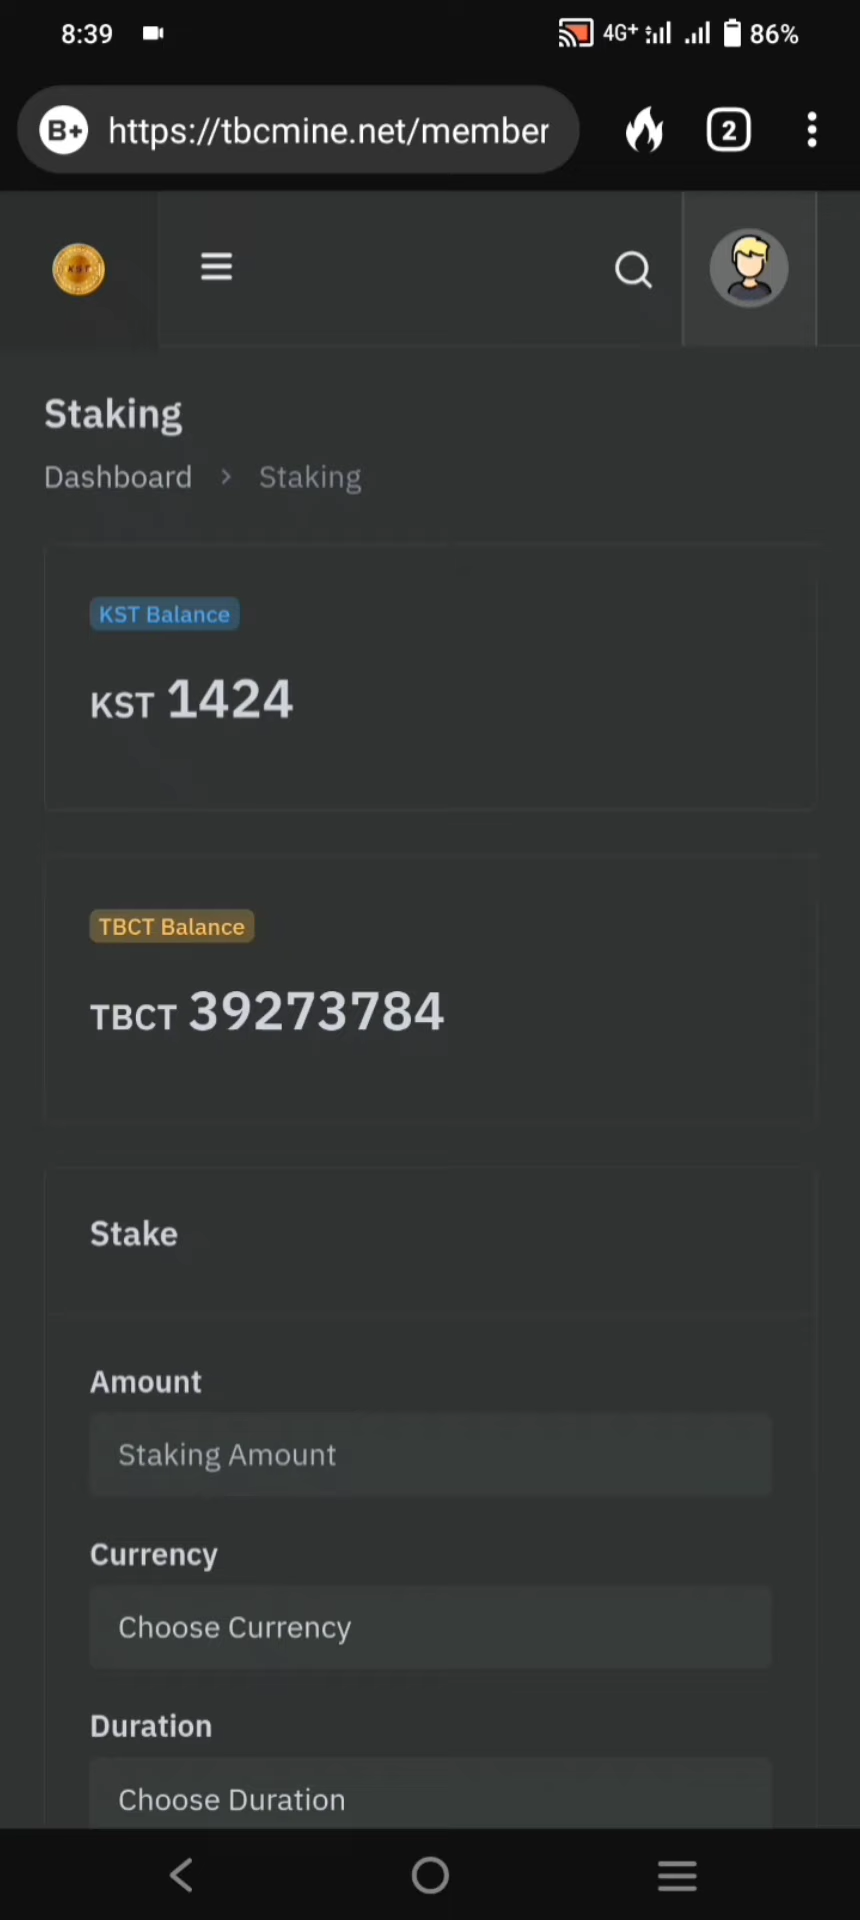 8:39
4G+
86%
B+ https://tbcmine.net/member
2
KST
Staking
Dashboard > Staking
KST Balance
KST 1424
TBCT Balance
TBCT 39273784
Stake
Amount
Staking Amount
Currency
Choose Currency
Duration
Choose Duration